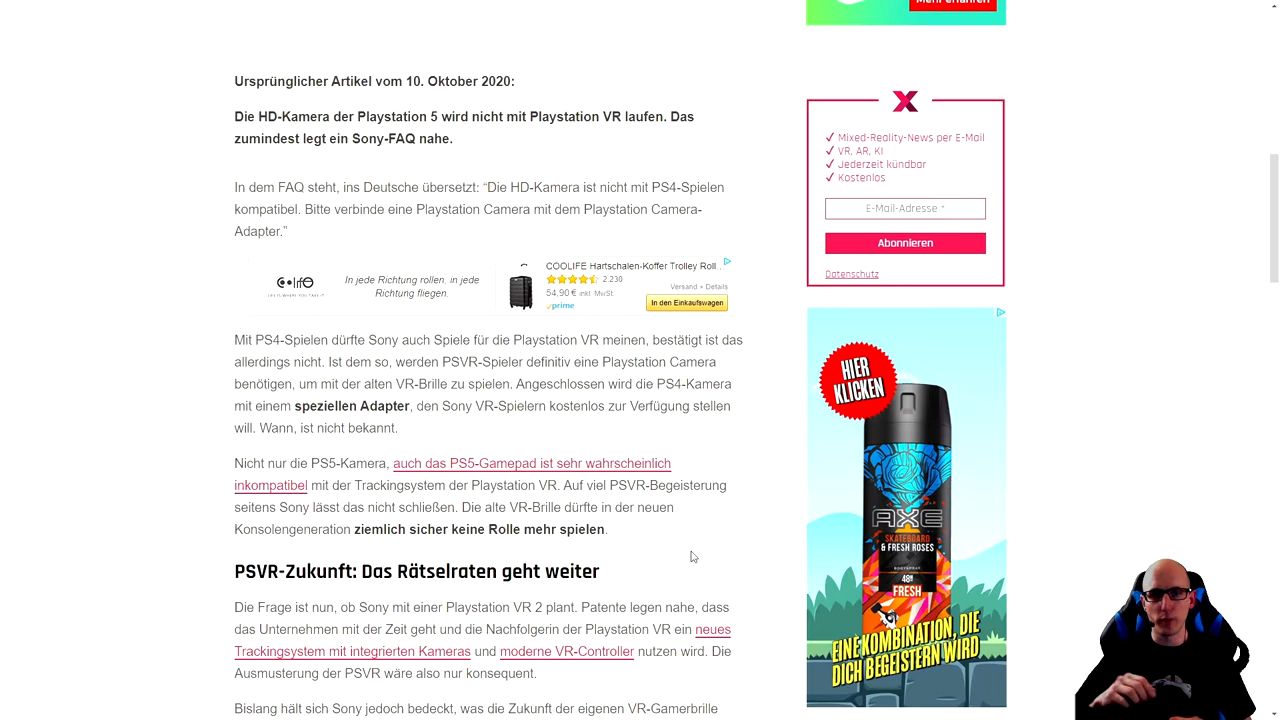 Mehr erfahren
Ursprünglicher Artikel vom 10. Oktober 2020:
Die HD-Kamera der Playstation 5 wird nicht mit Playstation VR laufen. Das
zumindest legt ein Sony-FAQ nahe.
In dem FAQ steht, ins Deutsche übersetzt: “Die HD-Kamera ist nicht mit PS4-Spielen
kompatibel. Bitte verbinde eine Playstation Camera mit dem Playstation Camera-
Adapter.”
In jede Richtung rollen, in jede
Richtung fliegen.
COOLIFE Hartschalen-Koffer Trolley Roll...
2.230
54,90 € inkl. MwSt.
prime
Versand + Details
In den Einkaufswagen
Mit PS4-Spielen dürfte Sony auch Spiele für die Playstation VR meinen, bestätigt ist das
allerdings nicht. Ist dem so, werden PSVR-Spieler definitiv eine Playstation Camera
benötigen, um mit der alten VR-Brille zu spielen. Angeschlossen wird die PS4-Kamera
mit einem speziellen Adapter, den Sony VR-Spielern kostenlos zur Verfügung stellen
will. Wann, ist nicht bekannt.
Nicht nur die PS5-Kamera, auch das PS5-Gamepad ist sehr wahrscheinlich
inkompatibel mit der Trackingsystem der Playstation VR. Auf viel PSVR-Begeisterung
seitens Sony lässt das nicht schließen. Die alte VR-Brille dürfte in der neuen
Konsolengeneration ziemlich sicher keine Rolle mehr spielen.
PSVR-Zukunft: Das Rätselraten geht weiter
Die Frage ist nun, ob Sony mit einer Playstation VR 2 plant. Patente legen nahe, dass
das Unternehmen mit der Zeit geht und die Nachfolgerin der Playstation VR ein neues
Trackingsystem mit integrierten Kameras und moderne VR-Controller nutzen wird. Die
Ausmusterung der PSVR wäre also nur konsequent.
Bislang hält sich Sony jedoch bedeckt, was die Zukunft der eigenen VR-Gamerbrille
✓ Mixed-Reality-News per E-Mail
✓ VR, AR, KI
✓ Jederzeit kündbar
✓ Kostenlos
E-Mail-Adresse *
Abonnieren
Datenschutz
HIER
KLICKEN
AXE
SKATEBOARD
& FRESH ROSES
BODYSPRAY
48H
FRESH
EINE KOMBINATION, DIE
DICH BEGEISTERN WIRD